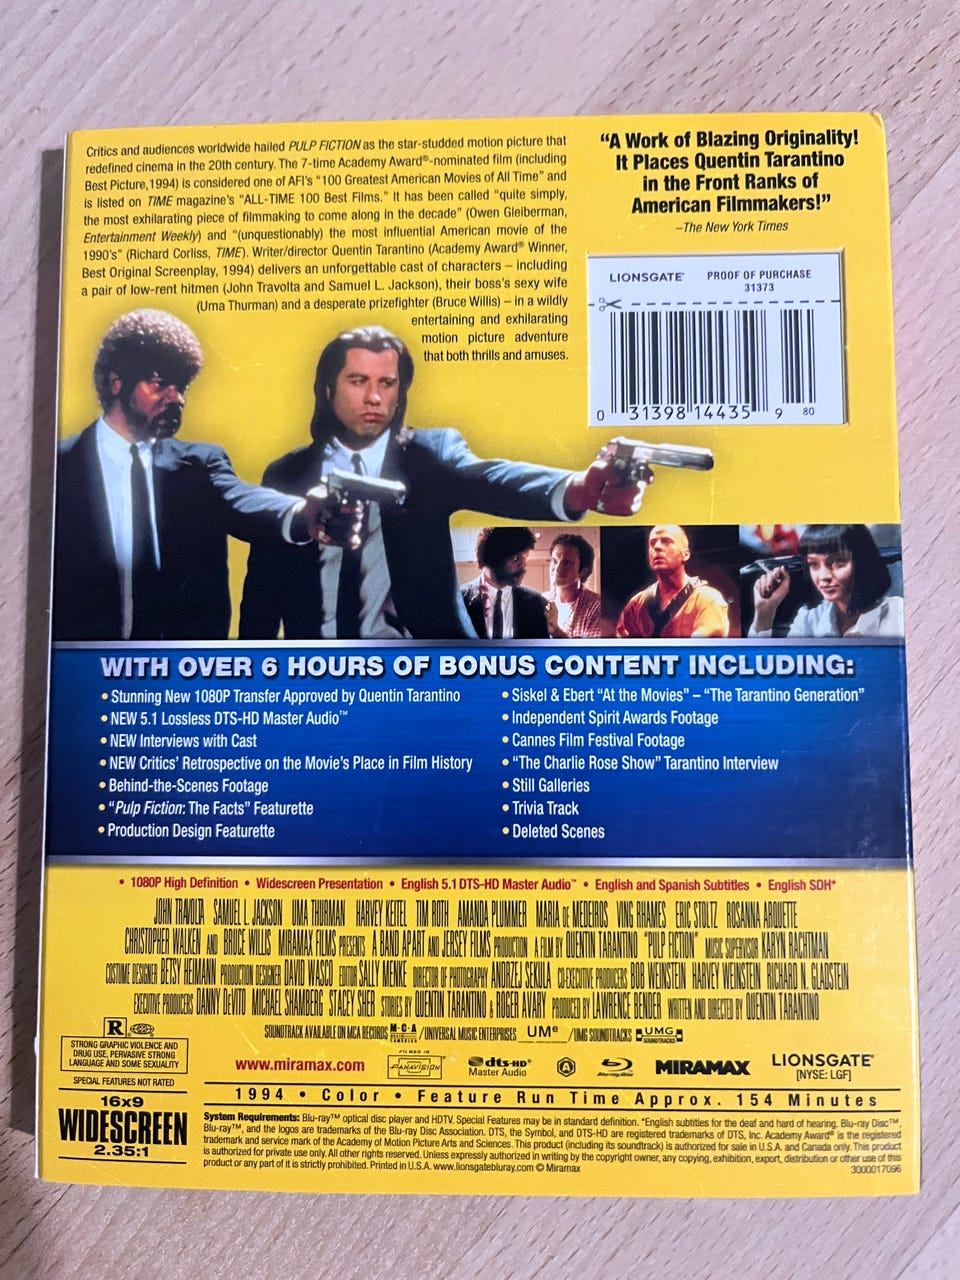 Critics and audiences worldwide hailed PULP FICTION as the star-studded motion picture that
redefined cinema in the 20th century. The 7-time Academy Award®-nominated film (including
Best Picture,1994) is considered one of AFI's "100 Greatest American Movies of All Time" and
is listed on TIME magazine's "ALL-TIME 100 Best Films." It has been called "quite simply,
the most exhilarating piece of filmmaking to come along in the decade" (Owen Gleiberman,
Entertainment Weekly) and "(unquestionably) the most influential American movie of the
1990's" (Richard Corliss, TIME). Writer/director Quentin Tarantino (Academy Award® Winner,
Best Original Screenplay, 1994) delivers an unforgettable cast of characters – including
a pair of low-rent hitmen (John Travolta and Samuel L. Jackson), their boss's sexy wife
(Uma Thurman) and a desperate prizefighter (Bruce Willis) – in a wildly
entertaining and exhilarating
motion picture adventure
that both thrills and amuses.
"A Work of Blazing Originality!
It Places Quentin Tarantino
in the Front Ranks of
American Filmmakers!"
–The New York Times
LIONSGATE® PROOF OF PURCHASE
31373
0 31398 14435 9 80
WITH OVER 6 HOURS OF BONUS CONTENT INCLUDING:
• Stunning New 1080P Transfer Approved by Quentin Tarantino
• NEW 5.1 Lossless DTS-HD Master Audio™
• NEW Interviews with Cast
• NEW Critics' Retrospective on the Movie's Place in Film History
• Behind-the-Scenes Footage
• "Pulp Fiction: The Facts" Featurette
• Production Design Featurette
• Siskel & Ebert "At the Movies" – "The Tarantino Generation"
• Independent Spirit Awards Footage
• Cannes Film Festival Footage
• "The Charlie Rose Show" Tarantino Interview
• Still Galleries
• Trivia Track
• Deleted Scenes
• 1080P High Definition • Widescreen Presentation • English 5.1 DTS-HD Master Audio™ • English and Spanish Subtitles • English SDH*
JOHN TRAVOLTA SAMUEL L. JACKSON UMA THURMAN HARVEY KEITEL TIM ROTH AMANDA PLUMMER MARIA DE MEDEIROS VING RHAMES ERIC STOLTZ ROSANNA ARQUETTE
CHRISTOPHER WALKEN AND BRUCE WILLIS MIRAMAX FILMS PRESENTS A BAND APART AND JERSEY FILMS PRODUCTION A FILM BY QUENTIN TARANTINO "PULP FICTION" MUSIC SUPERVISOR KARYN RACHTMAN
COSTUME DESIGNER BETSY HEIMANN PRODUCTION DESIGNER DAVID WASCO EDITOR SALLY MENKE DIRECTOR OF PHOTOGRAPHY ANDRZEJ SEKULA CO-EXECUTIVE PRODUCERS BOB WEINSTEIN HARVEY WEINSTEIN RICHARD N. GLADSTEIN
EXECUTIVE PRODUCERS DANNY DeVITO MICHAEL SHAMBERG STACEY SHER STORIES BY QUENTIN TARANTINO & ROGER AVARY PRODUCED BY LAWRENCE BENDER WRITTEN AND DIRECTED BY QUENTIN TARANTINO
SOUNDTRACK AVAILABLE ON MCA RECORDS M·C·A /UNIVERSAL MUSIC ENTERPRISES UMe /UMG SOUNDTRACKS UMG SOUNDTRACKS
R
STRONG GRAPHIC VIOLENCE AND
DRUG USE, PERVASIVE STRONG
LANGUAGE AND SOME SEXUALITY
SPECIAL FEATURES NOT RATED
16x9
WIDESCREEN
2.35:1
www.miramax.com FILMED IN PANAVISION dts-HD Master Audio A Blu-ray Disc MIRAMAX LIONSGATE®
[NYSE: LGF]
1994 • Color • Feature Run Time Approx. 154 Minutes
System Requirements: Blu-ray™ optical disc player and HDTV. Special Features may be in standard definition. *English subtitles for the deaf and hard of hearing. Blu-ray Disc™,
Blu-ray™, and the logos are trademarks of the Blu-ray Disc Association. DTS, the Symbol, and DTS-HD are registered trademarks of DTS, Inc. Academy Award® is the registered
trademark and service mark of the Academy of Motion Picture Arts and Sciences. This product (including its soundtrack) is authorized for sale in U.S.A. and Canada only. This product
is authorized for private use only. All other rights reserved. Unless expressly authorized in writing by the copyright owner, any copying, exhibition, export, distribution or other use of this
product or any part of it is strictly prohibited. Printed in U.S.A. www.lionsgatebluray.com © Miramax
3000017096